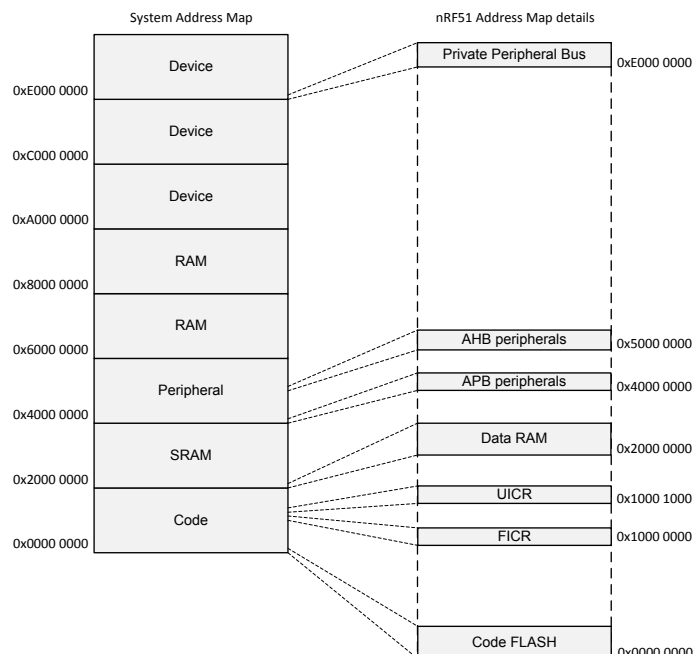 System Address Map
nRF51 Address Map details
Device
0xE000 0000
Device
0xC000 0000
Device
0xA000 0000
RAM
0x8000 0000
RAM
0x6000 0000
Peripheral
0x4000 0000
SRAM
0x2000 0000
Code
0x0000 0000
Private Peripheral Bus
0xE000 0000
AHB peripherals
0x5000 0000
APB peripherals
0x4000 0000
Data RAM
0x2000 0000
UICR
0x1000 1000
FICR
0x1000 0000
Code FLASH
0x0000 0000